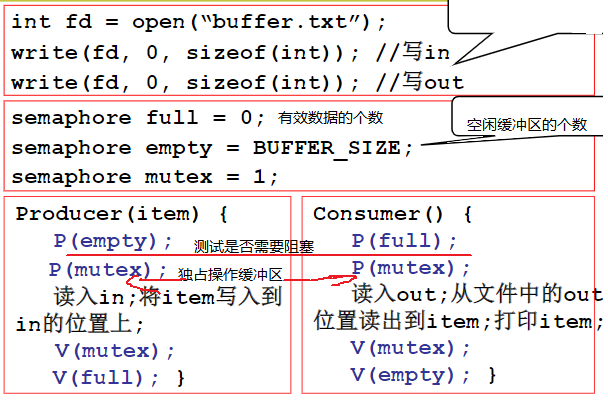 int fd = open(“buffer.txt”);
write(fd, 0, sizeof(int)); //写in
write(fd, 0, sizeof(int)); //写out
semaphore full = 0; 有效数据的个数
空闲缓冲区的个数
semaphore empty = BUFFER_SIZE;
semaphore mutex = 1;
Producer(item) {
P(empty); 测试是否需要阻塞
P(mutex); 独占操作缓冲区
读入in;将item写入到
in的位置上;
V(mutex);
V(full); }
Consumer() {
P(full);
P(mutex);
读入out;从文件中的out
位置读出到item;打印item;
V(mutex);
V(empty); }